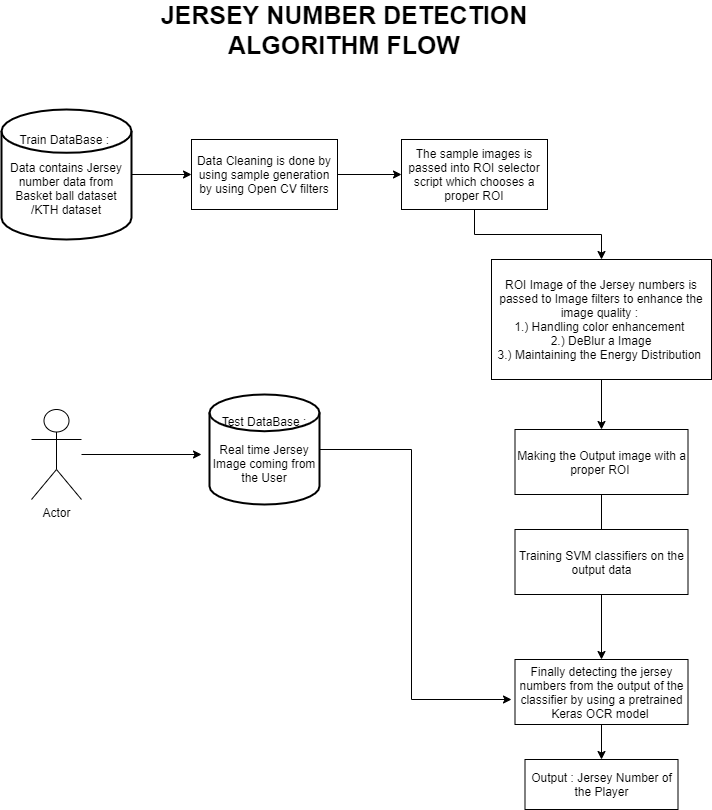 JERSEY NUMBER DETECTION
ALGORITHM FLOW
Train DataBase :
Data contains Jersey
number data from
Basket ball dataset
/KTH dataset
Data Cleaning is done by
using sample generation
by using Open CV filters
The sample images is
passed into ROI selector
script which chooses a
proper ROI
ROI Image of the Jersey numbers is
passed to Image filters to enhance the
image quality :
1.) Handling color enhancement
2.) DeBlur a Image
3.) Maintaining the Energy Distribution
Making the Output image with a
proper ROI
Training SVM classifiers on the
output data
Actor
Test DataBase :
Real time Jersey
Image coming from
the User
Finally detecting the jersey
numbers from the output of the
classifier by using a pretrained
Keras OCR model
Output : Jersey Number of
the Player